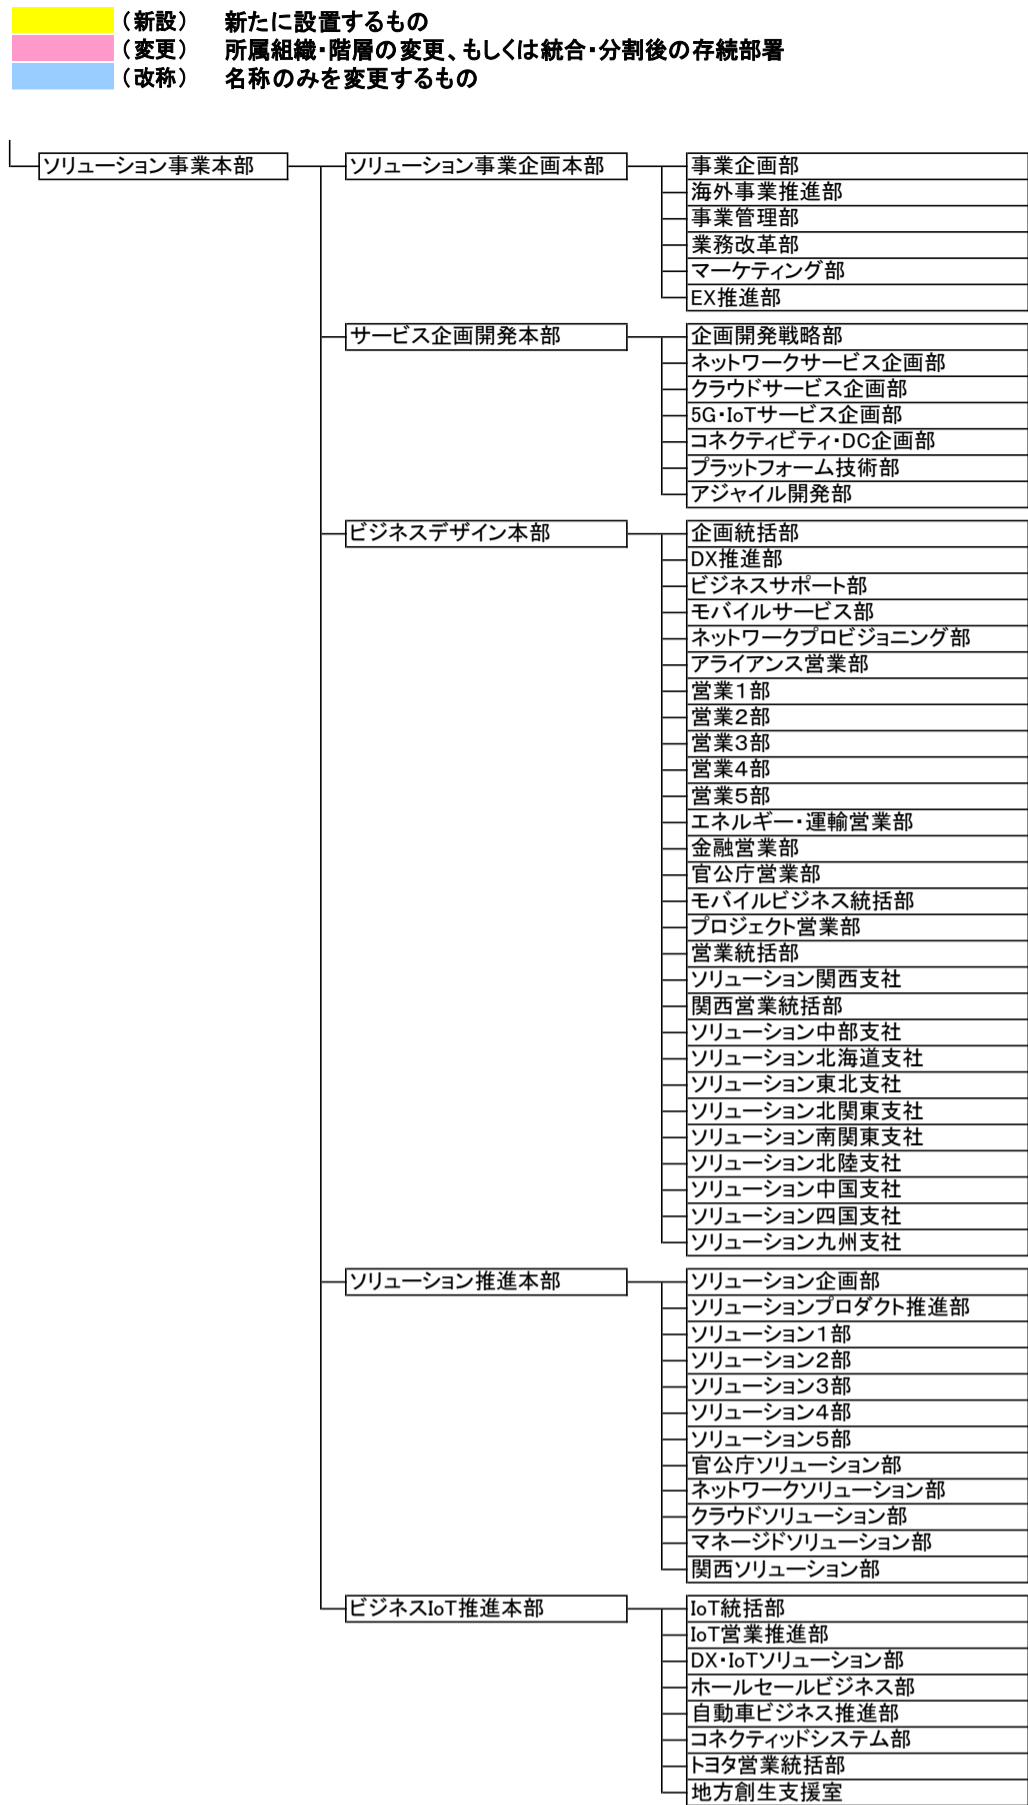 （新設）　新たに設置するもの
（変更）　所属組織・階層の変更、もしくは統合・分割後の存続部署
（改称）　名称のみを変更するもの
ソリューション事業本部
ソリューション事業企画本部
事業企画部
海外事業推進部
事業管理部
業務改革部
マーケティング部
EX推進部
サービス企画開発本部
企画開発戦略部
ネットワークサービス企画部
クラウドサービス企画部
5G・IoTサービス企画部
コネクティビティ・DC企画部
プラットフォーム技術部
アジャイル開発部
ビジネスデザイン本部
企画統括部
DX推進部
ビジネスサポート部
モバイルサービス部
ネットワークプロビジョニング部
アライアンス営業部
営業１部
営業２部
営業３部
営業４部
営業５部
エネルギー・運輸営業部
金融営業部
官公庁営業部
モバイルビジネス統括部
プロジェクト営業部
営業統括部
ソリューション関西支社
関西営業統括部
ソリューション中部支社
ソリューション北海道支社
ソリューション東北支社
ソリューション北関東支社
ソリューション南関東支社
ソリューション北陸支社
ソリューション中国支社
ソリューション四国支社
ソリューション九州支社
ソリューション推進本部
ソリューション企画部
ソリューションプロダクト推進部
ソリューション１部
ソリューション２部
ソリューション３部
ソリューション４部
ソリューション５部
官公庁ソリューション部
ネットワークソリューション部
クラウドソリューション部
マネージドソリューション部
関西ソリューション部
ビジネスIoT推進本部
IoT統括部
IoT営業推進部
DX・IoTソリューション部
ホールセールビジネス部
自動車ビジネス推進部
コネクティッドシステム部
トヨタ営業統括部
地方創生支援室